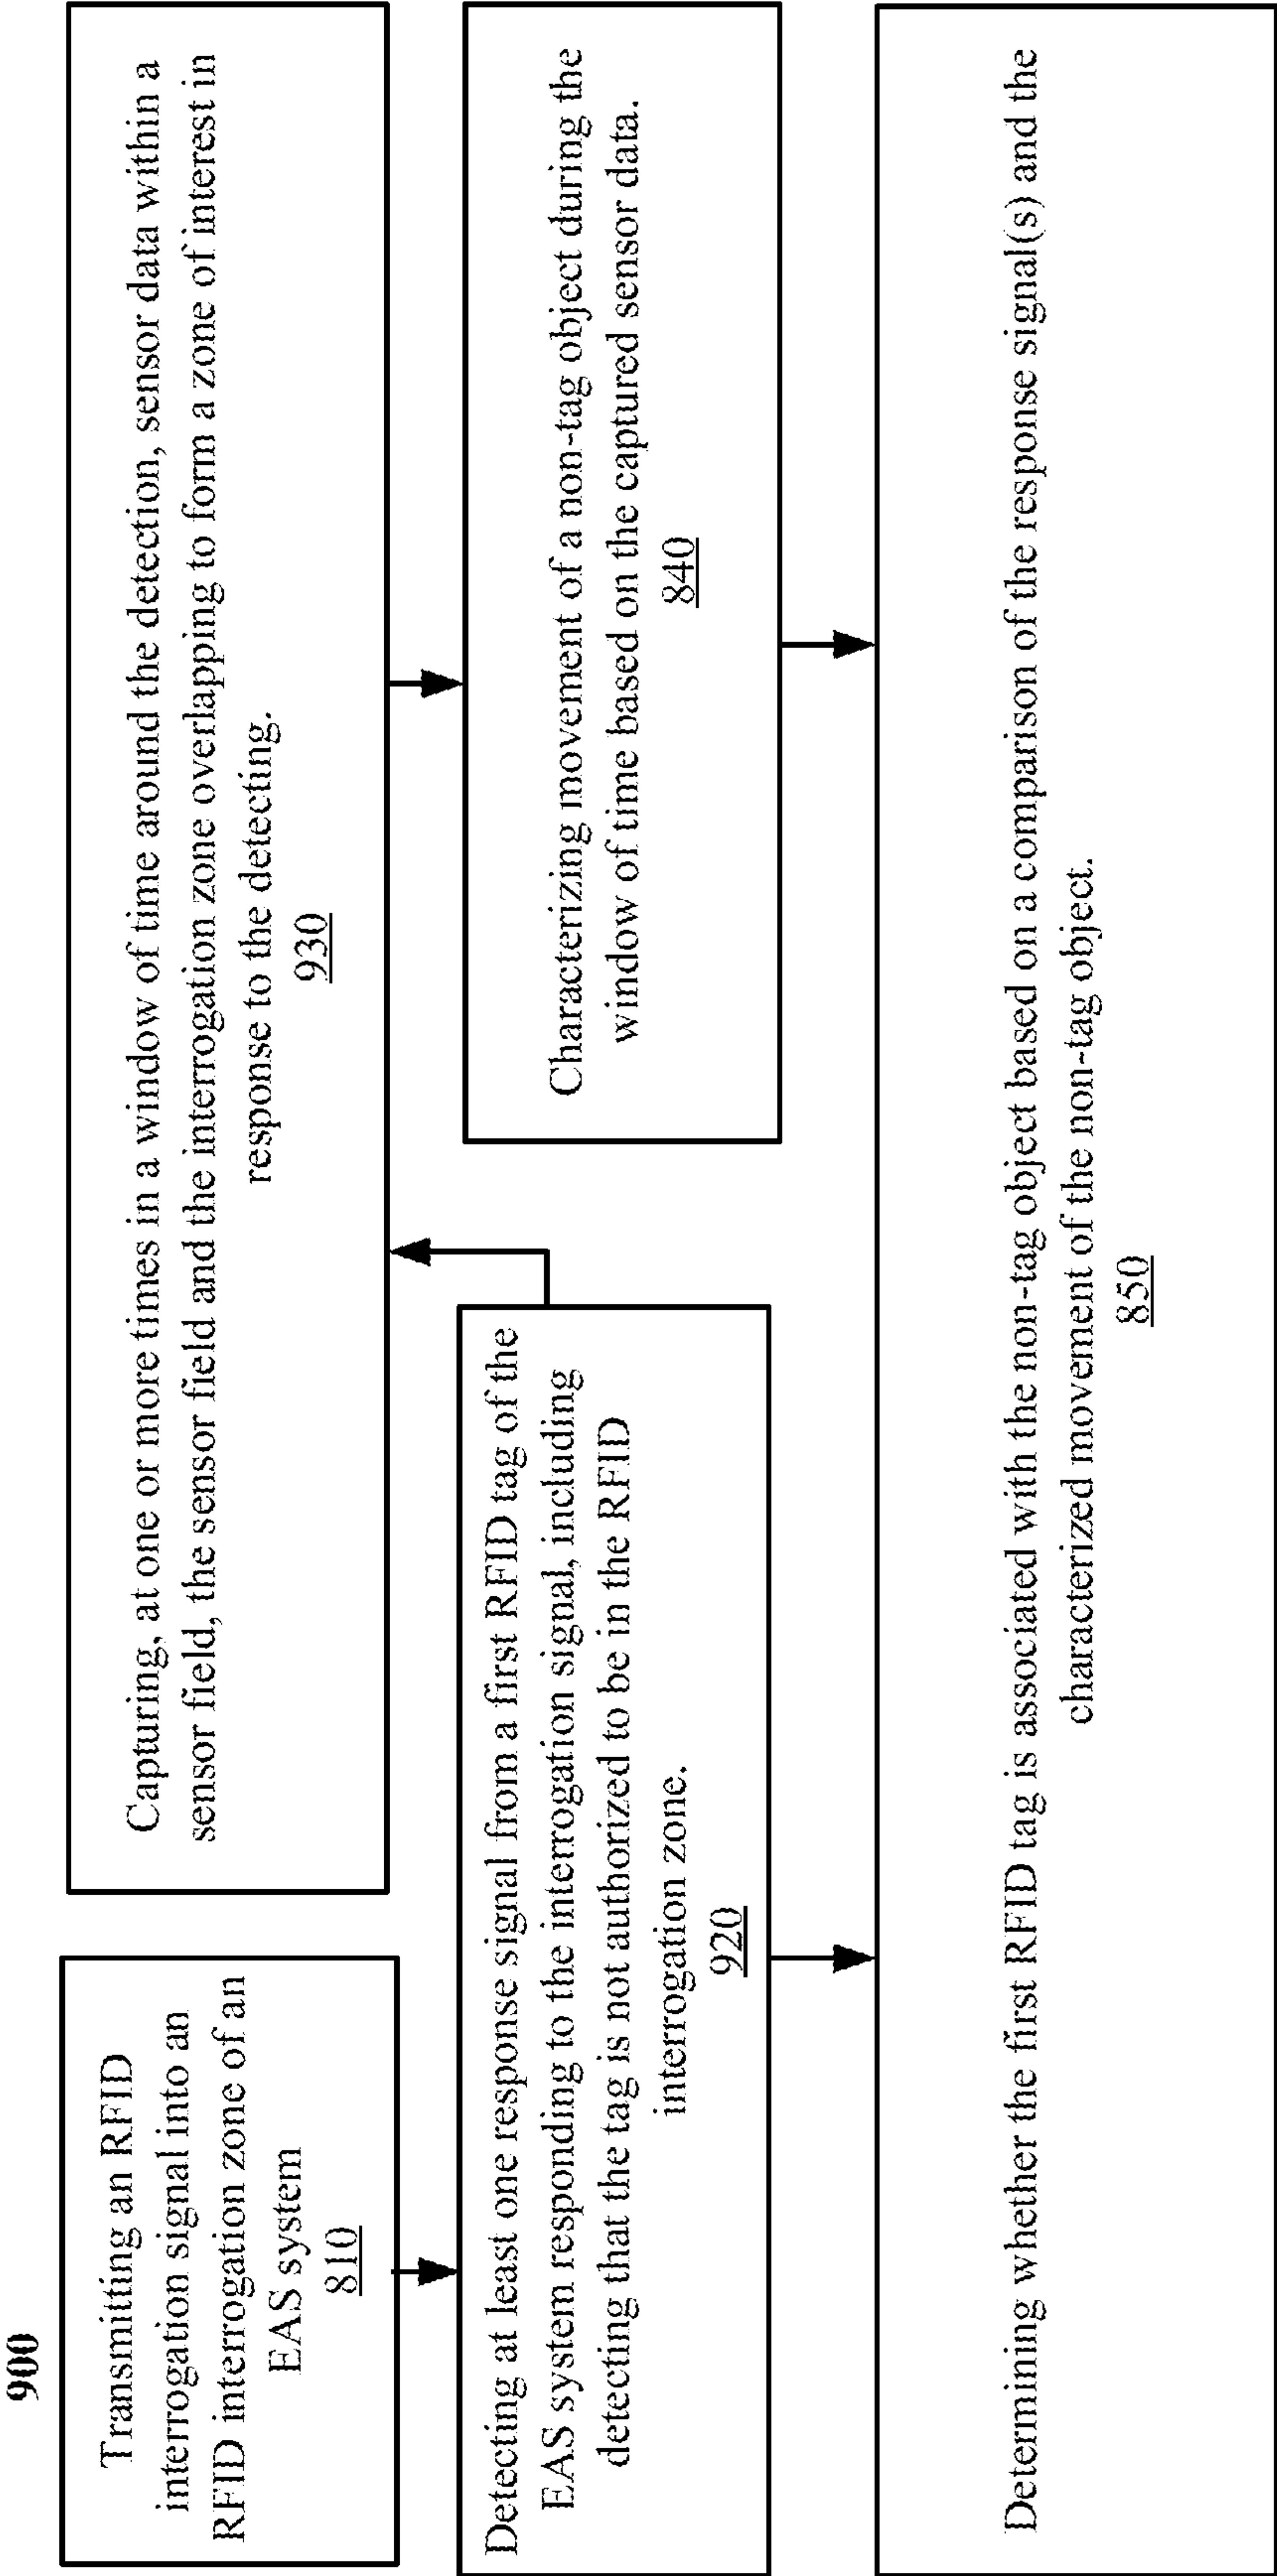 900
Transmitting an RFID
interrogation signal into an
RFID interrogation zone of an
EAS system
810
Capturing, at one or more times in a window of time around the detection, sensor data within a
sensor field, the sensor field and the interrogation zone overlapping to form a zone of interest in
response to the detecting.
930
Detecting at least one response signal from a first RFID tag of the
EAS system responding to the interrogation signal, including
detecting that the tag is not authorized to be in the RFID
interrogation zone.
920
Characterizing movement of a non-tag object during the
window of time based on the captured sensor data.
840
Determining whether the first RFID tag is associated with the non-tag object based on a comparison of the response signal(s) and the
characterized movement of the non-tag object.
850